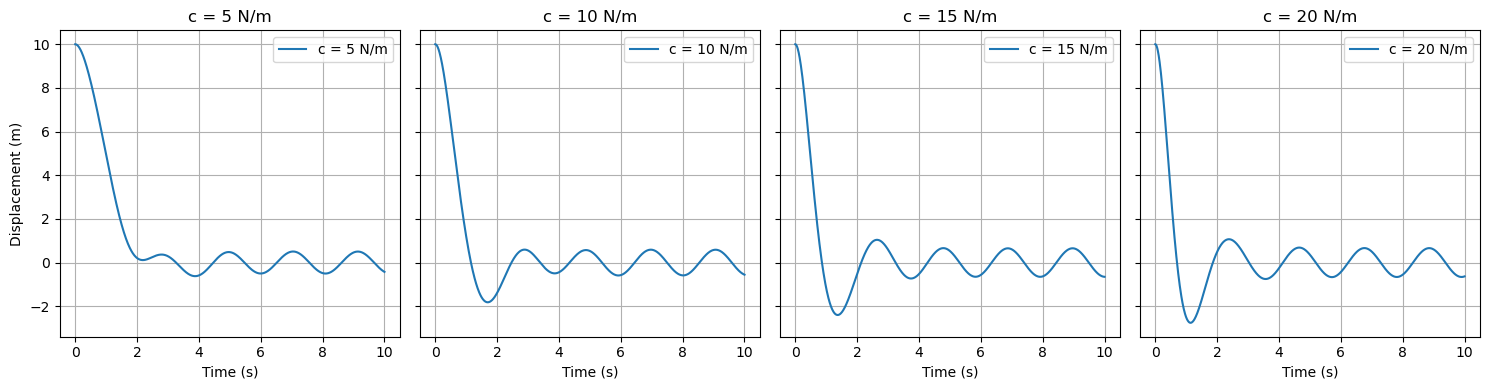 c = 5 N/m
c = 10 N/m
c = 15 N/m
c = 20 N/m
c = 5 N/m
c = 10 N/m
c = 15 N/m
c = 20 N/m
Displacement (m)
10
8
6
4
2
0
−2
0 2 4 6 8 10
0 2 4 6 8 10
0 2 4 6 8 10
0 2 4 6 8 10
Time (s)
Time (s)
Time (s)
Time (s)